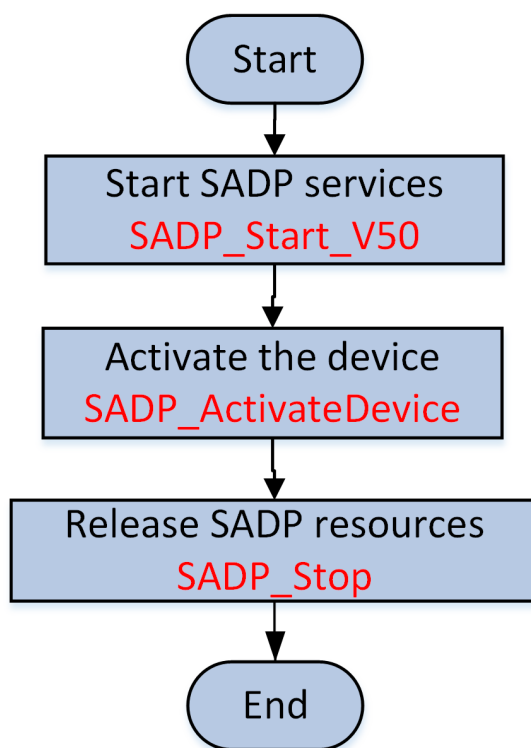 Start
Start SADP services
SADP_Start_V50
Activate the device
SADP_ActivateDevice
Release SADP resources
SADP_Stop
End